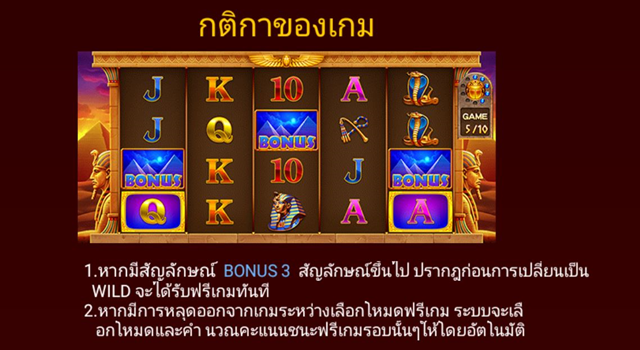 กติกาของเกม
J K 10 A
J Q BONUS
GAME
5/10
BONUS K 10 J BONUS
Q K A A
1.หากมีสัญลักษณ์ BONUS 3 สัญลักษณ์ขึ้นไป ปรากฏก่อนการเปลี่ยนเป็น
WILD จะได้รับฟรีเกมทันที
2.หากมีการหลุดออกจากเกมระหว่างเลือกโหมดฟรีเกม ระบบจะเลื
อกโหมดและคำ นวณคะแนนชนะฟรีเกมรอบนั้นๆให้โดยอัตโนมัติ